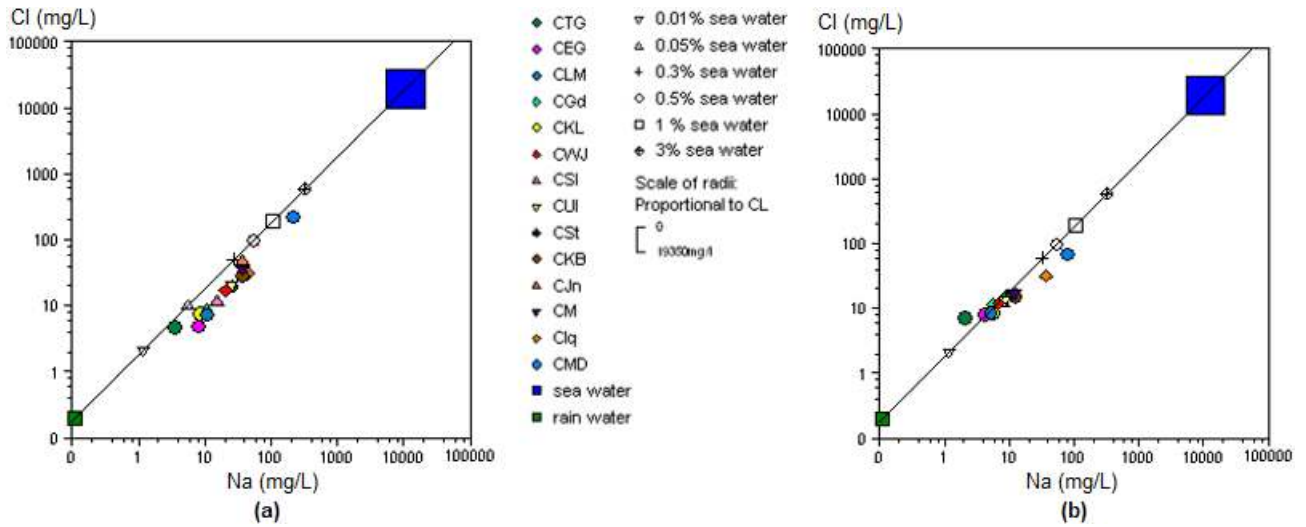 Cl (mg/L)
100000
10000
1000
100
10
1
0
0
1
10
100
1000
10000
100000
Na (mg/L)
(a)
CTG
CEG
CLM
CGd
CKL
CWJ
CSl
CUl
CSt
CKB
CJn
CM
Clq
CMD
sea water
rain water
0.01% sea water
0.05% sea water
0.3% sea water
0.5% sea water
1 % sea water
3% sea water
Scale of radii:
Proportional to CL
0
19350mg/l
Cl (mg/L)
100000
10000
1000
100
10
1
0
0
1
10
100
1000
10000
100000
Na (mg/L)
(b)